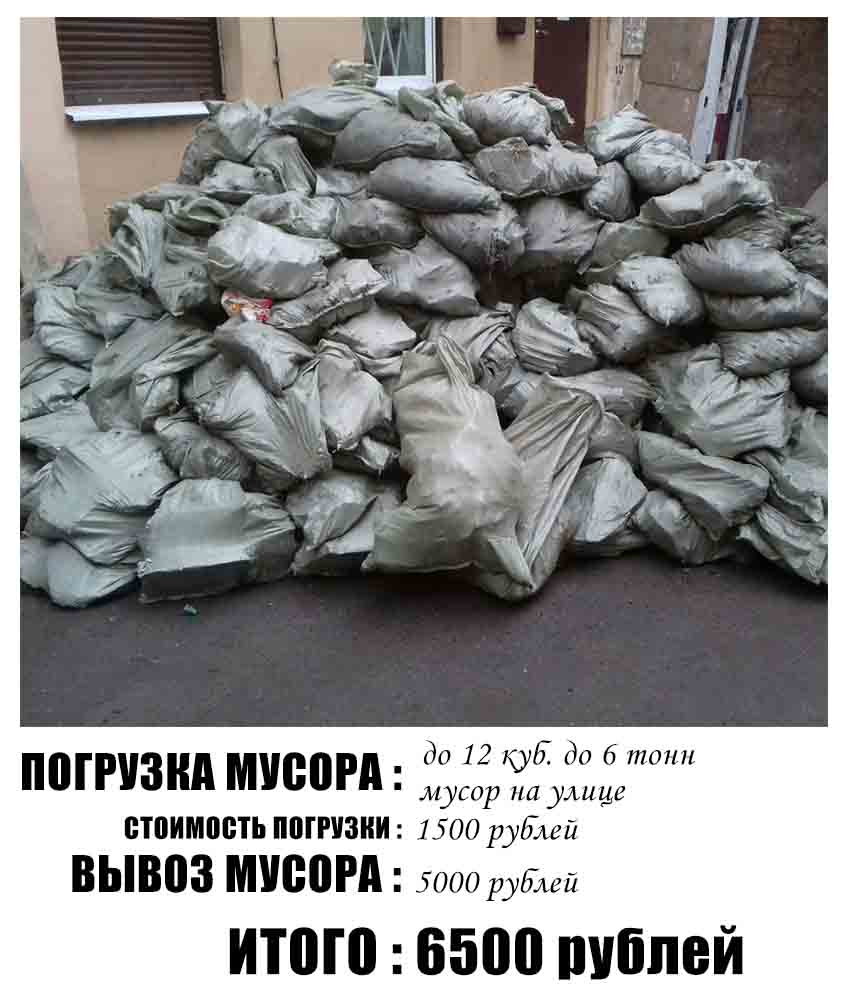 ПОГРУЗКА МУСОРА : до 12 куб. до 6 тонн
мусор на улице
СТОИМОСТЬ ПОГРУЗКИ : 1500 рублей
ВЫВОЗ МУСОРА : 5000 рублей
ИТОГО : 6500 рублей